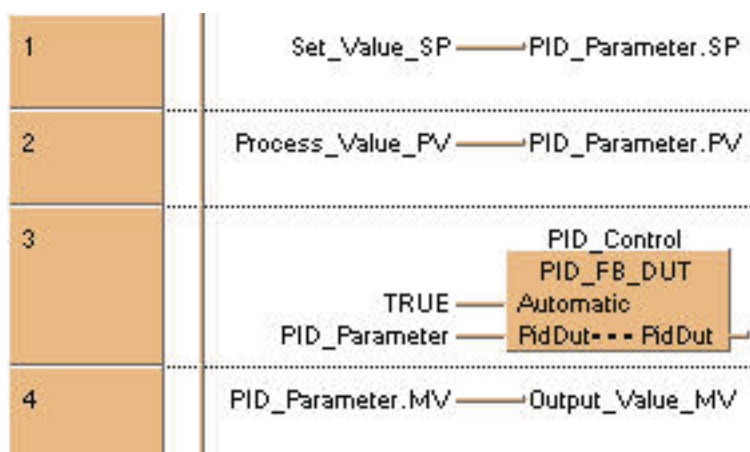 1
Set_Value_SP PID_Parameter.SP
2
Process_Value_PV PID_Parameter.PV
3
PID_Control
PID_FB_DUT
TRUE Automatic
PID_Parameter PidDut PidDut
4
PID_Parameter.MV Output_Value_MV